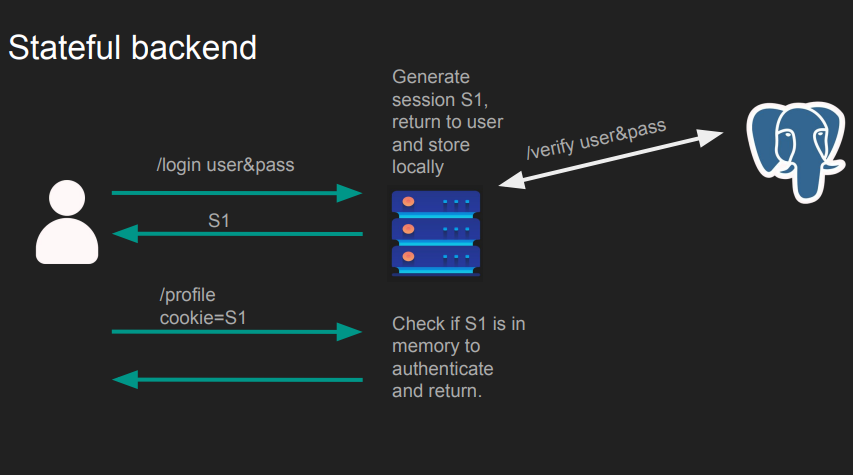 Stateful backend
Generate
session S1,
return to user
and store
locally
/verify user&pass
/login user&pass
S1
/profile
cookie=S1
Check if S1 is in
memory to
authenticate
and return.